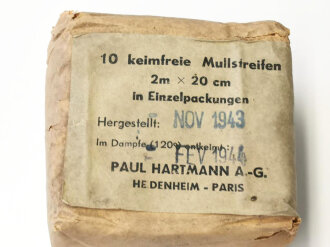 10 keimfreie Mullstreifen
2m × 20 cm
in Einzelpackungen
Hergestellt: NOV 1943
Im Dampfe (120°) entkeimt:
FEV 1944
PAUL HARTMANN A.-G.
HEIDENHEIM - PARIS